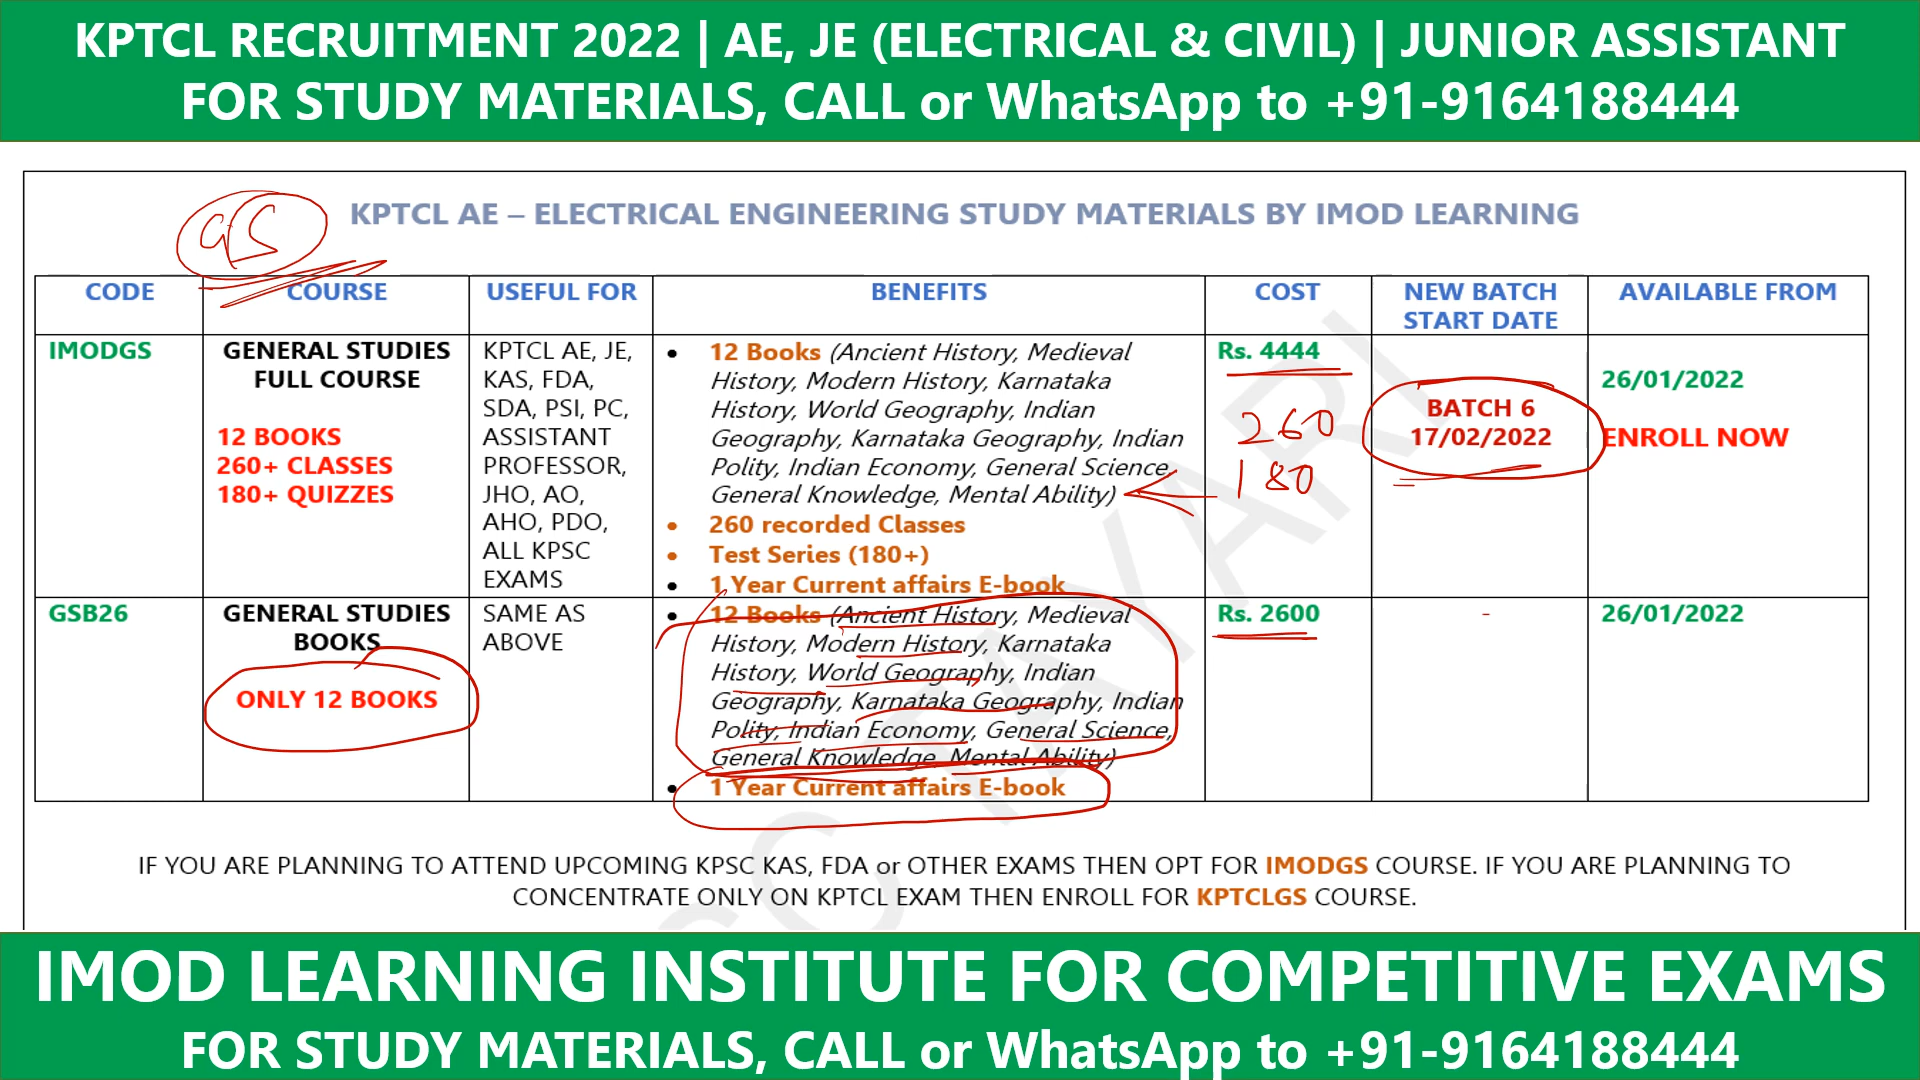 KPTCL RECRUITMENT 2022 | AE, JE (ELECTRICAL & CIVIL) | JUNIOR ASSISTANT
FOR STUDY MATERIALS, CALL or WhatsApp to +91-9164188444
GS
KPTCL AE – ELECTRICAL ENGINEERING STUDY MATERIALS BY IMOD LEARNING
CODE
COURSE
USEFUL FOR
BENEFITS
COST
NEW BATCH
START DATE
AVAILABLE FROM
IMODGS
GENERAL STUDIES
FULL COURSE
12 BOOKS
260+ CLASSES
180+ QUIZZES
KPTCL AE, JE,
KAS, FDA,
SDA, PSI, PC,
ASSISTANT
PROFESSOR,
JHO, AO,
AHO, PDO,
ALL KPSC
EXAMS
• 12 Books (Ancient History, Medieval
History, Modern History, Karnataka
History, World Geography, Indian
Geography, Karnataka Geography, Indian
Polity, Indian Economy, General Science,
General Knowledge, Mental Ability)
• 260 recorded Classes
• Test Series (180+)
• 1 Year Current affairs E-book
Rs. 4444
260
180
BATCH 6
17/02/2022
26/01/2022
ENROLL NOW
GSB26
GENERAL STUDIES
BOOKS
ONLY 12 BOOKS
SAME AS
ABOVE
• 12 Books (Ancient History, Medieval
History, Modern History, Karnataka
History, World Geography, Indian
Geography, Karnataka Geography, Indian
Polity, Indian Economy, General Science,
General Knowledge, Mental Ability)
• 1 Year Current affairs E-book
Rs. 2600
-
26/01/2022
IF YOU ARE PLANNING TO ATTEND UPCOMING KPSC KAS, FDA or OTHER EXAMS THEN OPT FOR IMODGS COURSE. IF YOU ARE PLANNING TO
CONCENTRATE ONLY ON KPTCL EXAM THEN ENROLL FOR KPTCLGS COURSE.
IMOD LEARNING INSTITUTE FOR COMPETITIVE EXAMS
FOR STUDY MATERIALS, CALL or WhatsApp to +91-9164188444